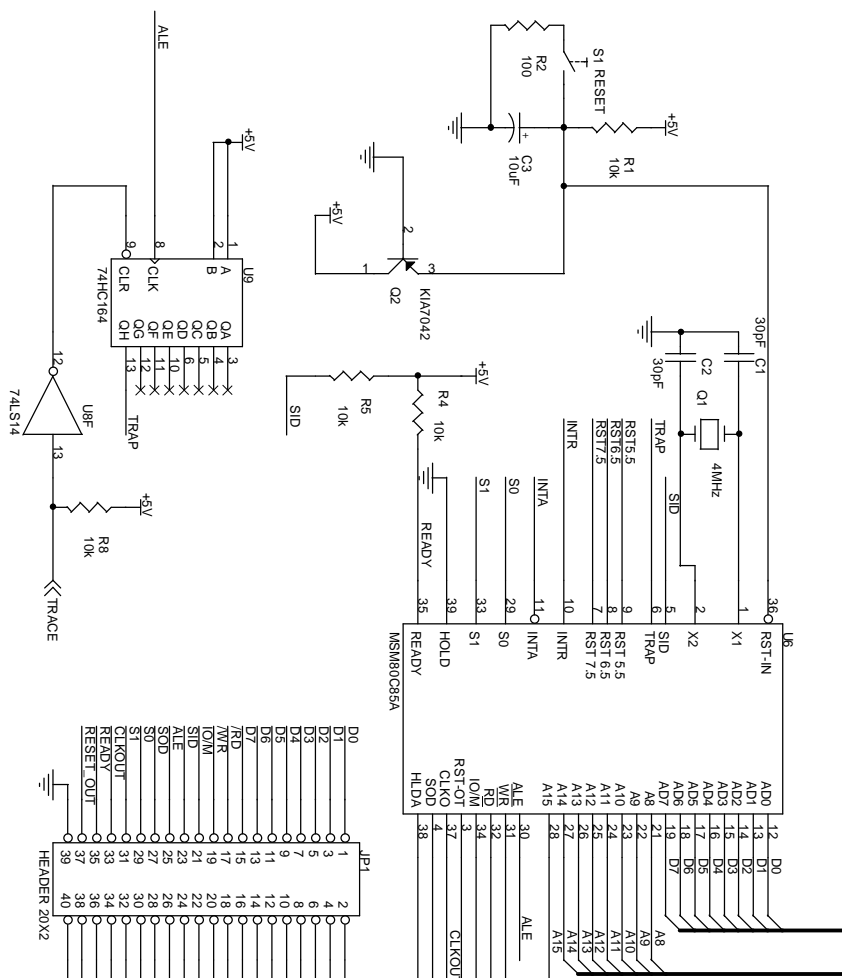 ALE
+5V
1
2
8
9
A
B
CLK
CLR
U9
74HC164
QA
QB
QC
QD
QE
QF
QG
QH
3
4
5
6
10
11
12
13
TRAP
12
U8F
74LS14
13
+5V
R8
10k
TRACE
S1 RESET
R2
100
+5V
R1
10k
+
C3
10uF
+5V
1
2
3
Q2
KIA7042
30pF
C1
30pF
C2
Q1
4MHz
+5V
R4
10k
R5
10k
SID
INTR
RST7.5
RST6.5
RST5.5
TRAP
SID
S1
S0
INTA
READY
36
1
2
5
6
9
8
7
10
11
29
33
39
35
U6
RST-IN
X1
X2
SID
TRAP
RST 5.5
RST 6.5
RST 7.5
INTR
INTA
S0
S1
HOLD
READY
MSM80C85A
AD0
AD1
AD2
AD3
AD4
AD5
AD6
AD7
A8
A9
A10
A11
A12
A13
A14
A15
ALE
WR
RD
IO/M
RST-OT
CLKO
SOD
HLDA
12
13
14
15
16
17
18
19
21
22
23
24
25
26
27
28
30
31
32
34
3
37
4
38
D0
D1
D2
D3
D4
D5
D6
D7
A8
A9
A10
A11
A12
A13
A14
A15
ALE
CLKOUT
D0
D1
D2
D3
D4
D5
D6
D7
/RD
/WR
IO/M
SID
ALE
SOD
S0
S1
CLKOUT
READY
RESET_OUT
JP1
1 2
3 4
5 6
7 8
9 10
11 12
13 14
15 16
17 18
19 20
21 22
23 24
25 26
27 28
29 30
31 32
33 34
35 36
37 38
39 40
HEADER 20X2